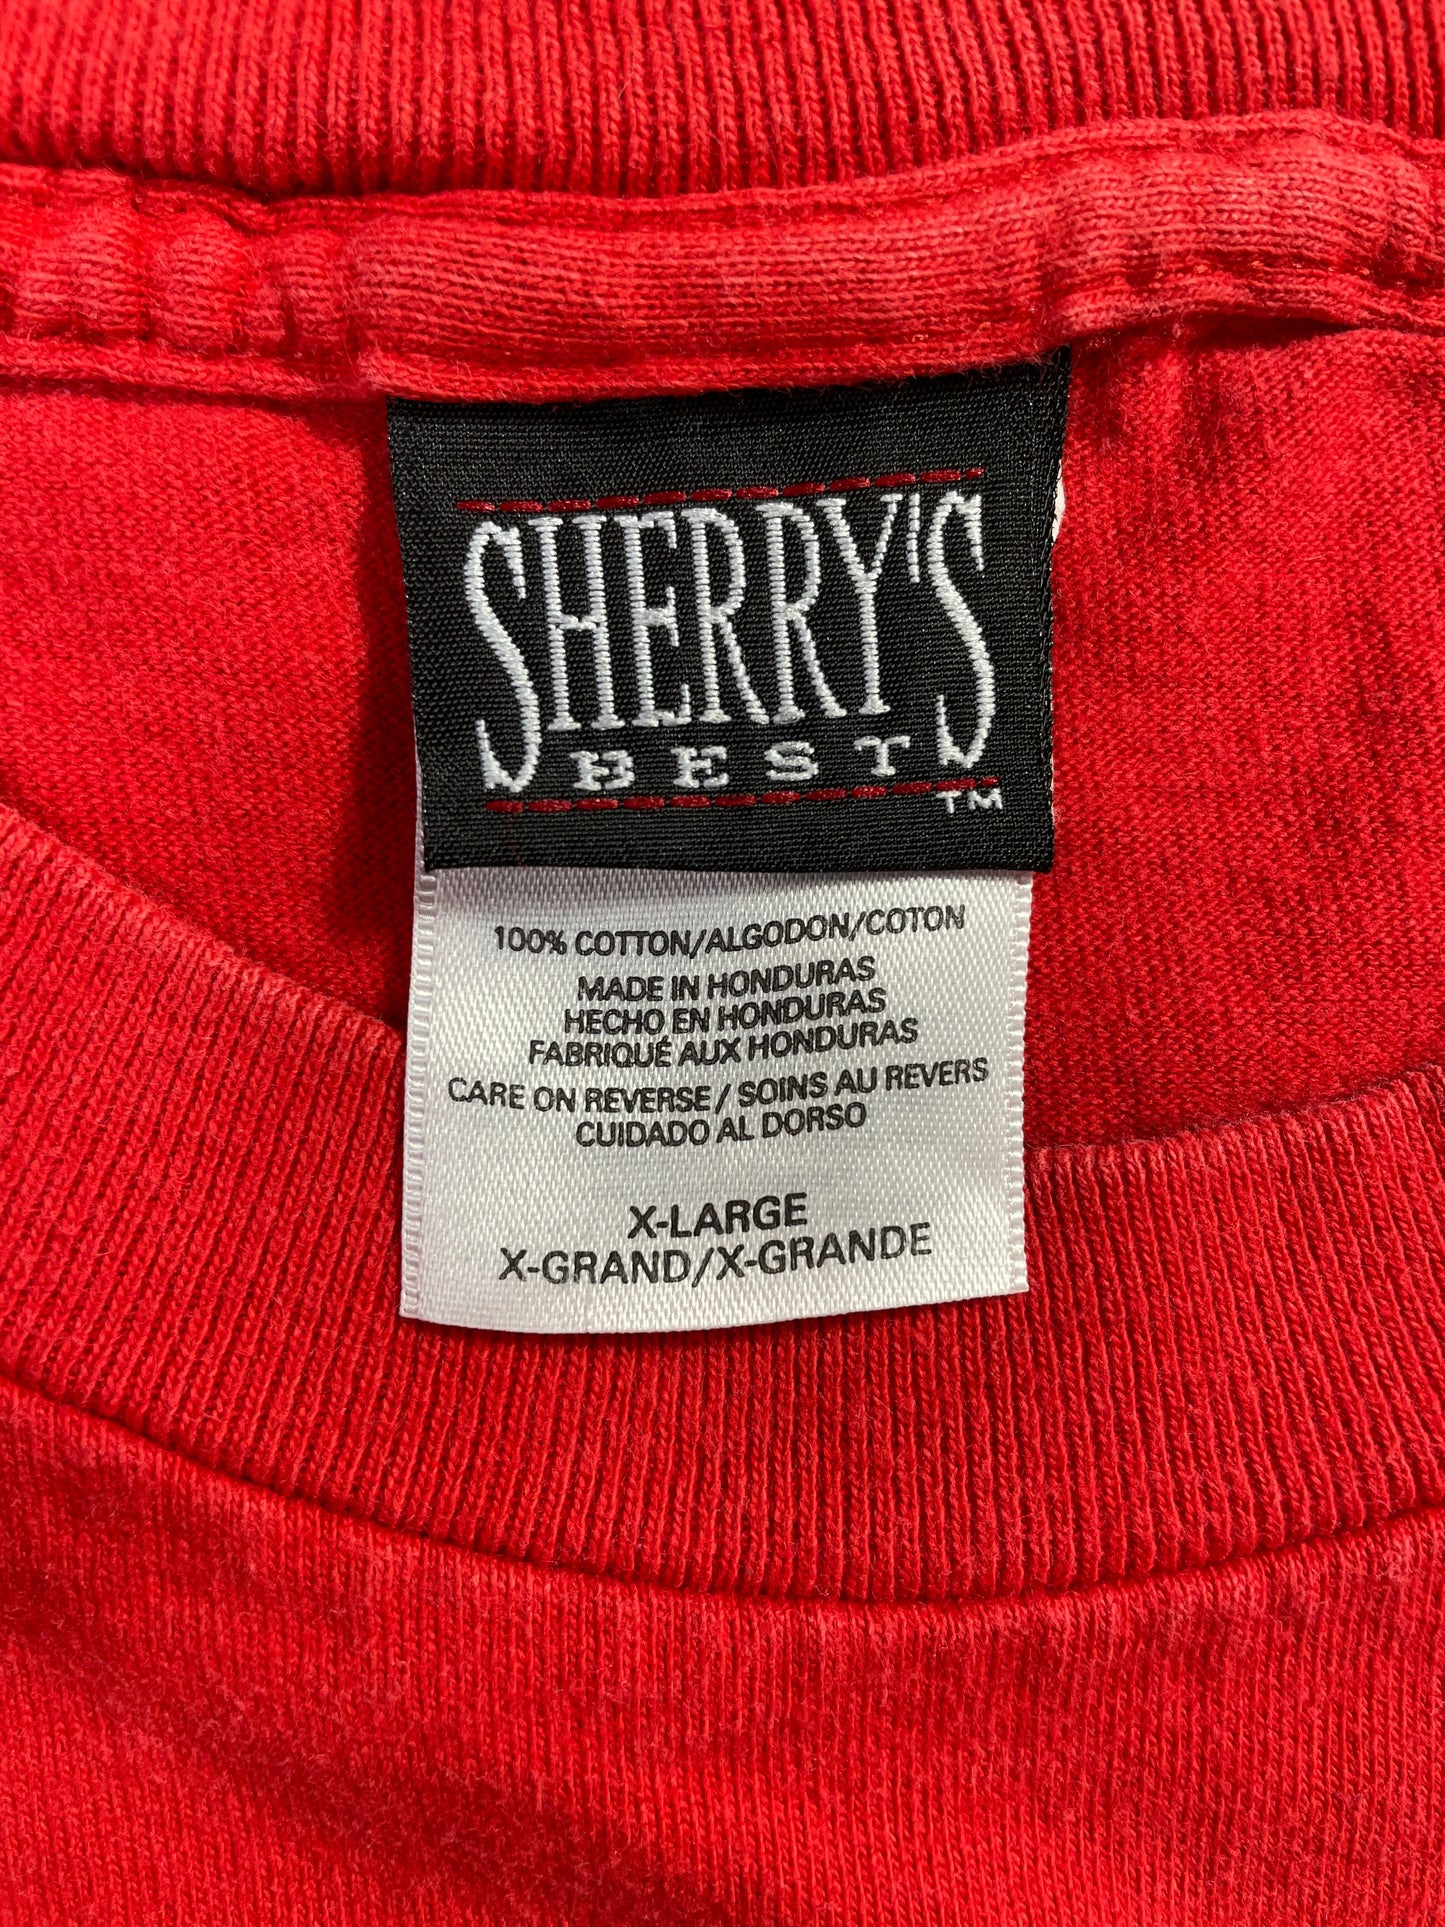 SHERRY'S
BEST
TM
100% COTTON/ALGODON/COTON
MADE IN HONDURAS
HECHO EN HONDURAS
FABRIQUÉ AUX HONDURAS
CARE ON REVERSE / SOINS AU REVERS
CUIDADO AL DORSO
X-LARGE
X-GRAND/X-GRANDE